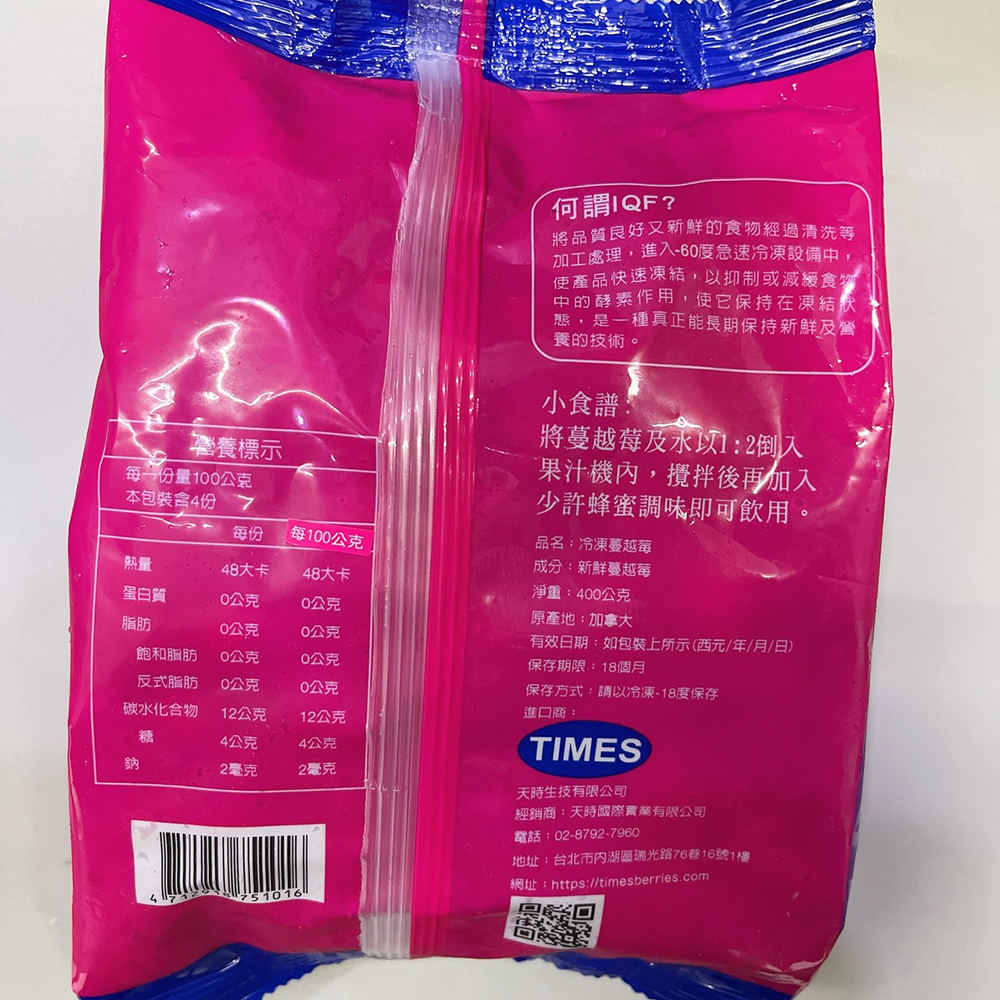 何謂IQF?
將品質良好又新鮮的食物經過清洗等
加工處理，進入-60度急速冷凍設備中，
使產品快速凍結，以抑制或減緩食物
中的酵素作用，使它保持在凍結狀
態，是一種真正能長期保持新鮮及營
養的技術。
小食譜：
將蔓越莓及水以1:2倒入
果汁機內，攪拌後再加入
少許蜂蜜調味即可飲用。
品名：冷凍蔓越莓
成分：新鮮蔓越莓
淨重：400公克
原產地：加拿大
有效日期：如包裝上所示(西元/年/月/日)
保存期限：18個月
保存方式：請以冷凍-18度保存
進口商：
TIMES
天時生技有限公司
經銷商：天時國際實業有限公司
電話：02-8792-7960
地址：台北市內湖區瑞光路76巷16號1樓
網址：https://timesberries.com
營養標示
每一份量100公克
本包裝含4份
每份 每100公克
熱量 48大卡 48大卡
蛋白質 0公克 0公克
脂肪 0公克 0公克
飽和脂肪 0公克 0公克
反式脂肪 0公克 0公克
碳水化合物 12公克 12公克
糖 4公克 4公克
鈉 2毫克 2毫克